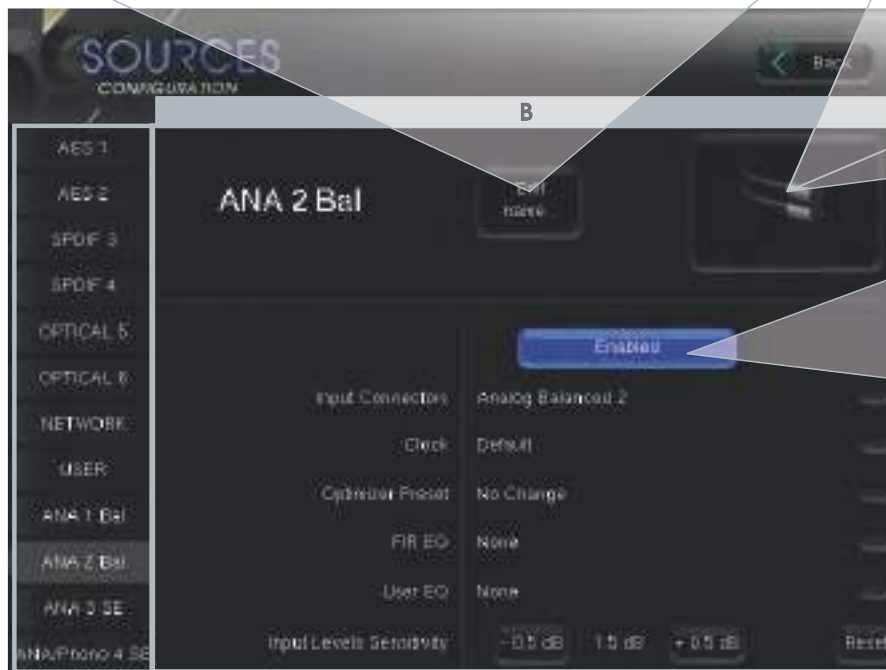 SOURCES
CONFIGURATION
Back
B
AES 1
AES 2
SPDIF 3
SPDIF 4
OPTICAL 5
OPTICAL 6
NETWORK
USER
ANA 1 Bal
ANA 2 Bal
ANA 3 SE
ANA/Phono 4 SE
ANA 2 Bal
Edit
name
Enabled
Input Connectors Analog Balanced 2
Clock Default
Optimizer Preset No Change
FIR EQ None
User EQ None
Input Levels Sensitivity - 0.5 dB 1.5 dB + 0.5 dB Reset